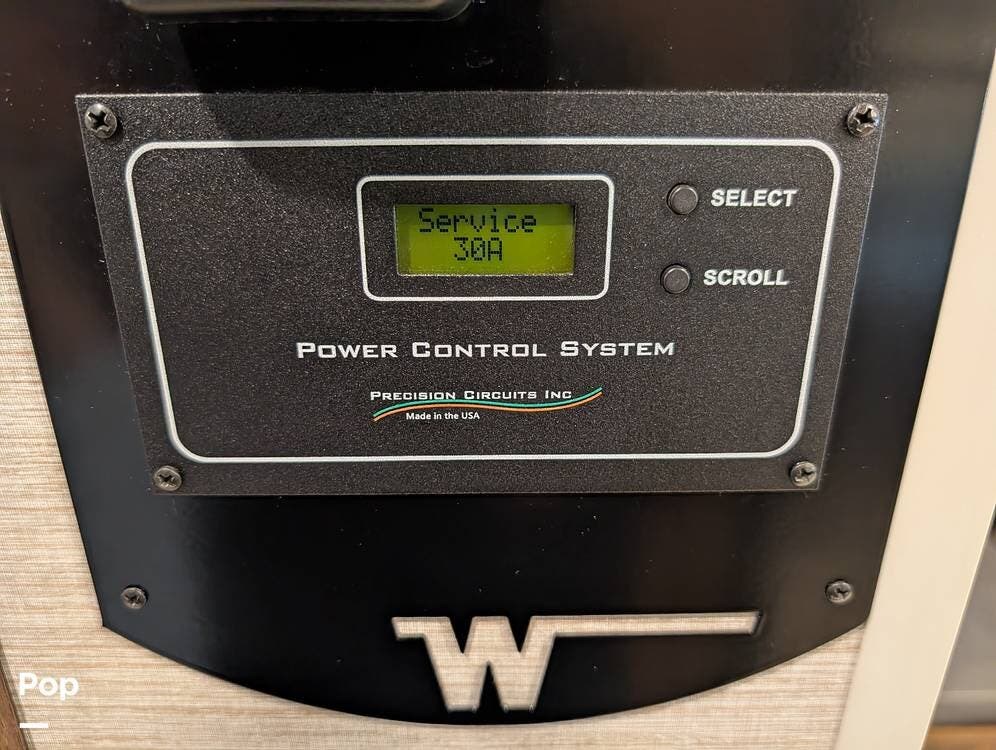 Service
30A
SELECT
SCROLL
POWER CONTROL SYSTEM
PRECISION CIRCUITS INC
Made in the USA
W
Pop